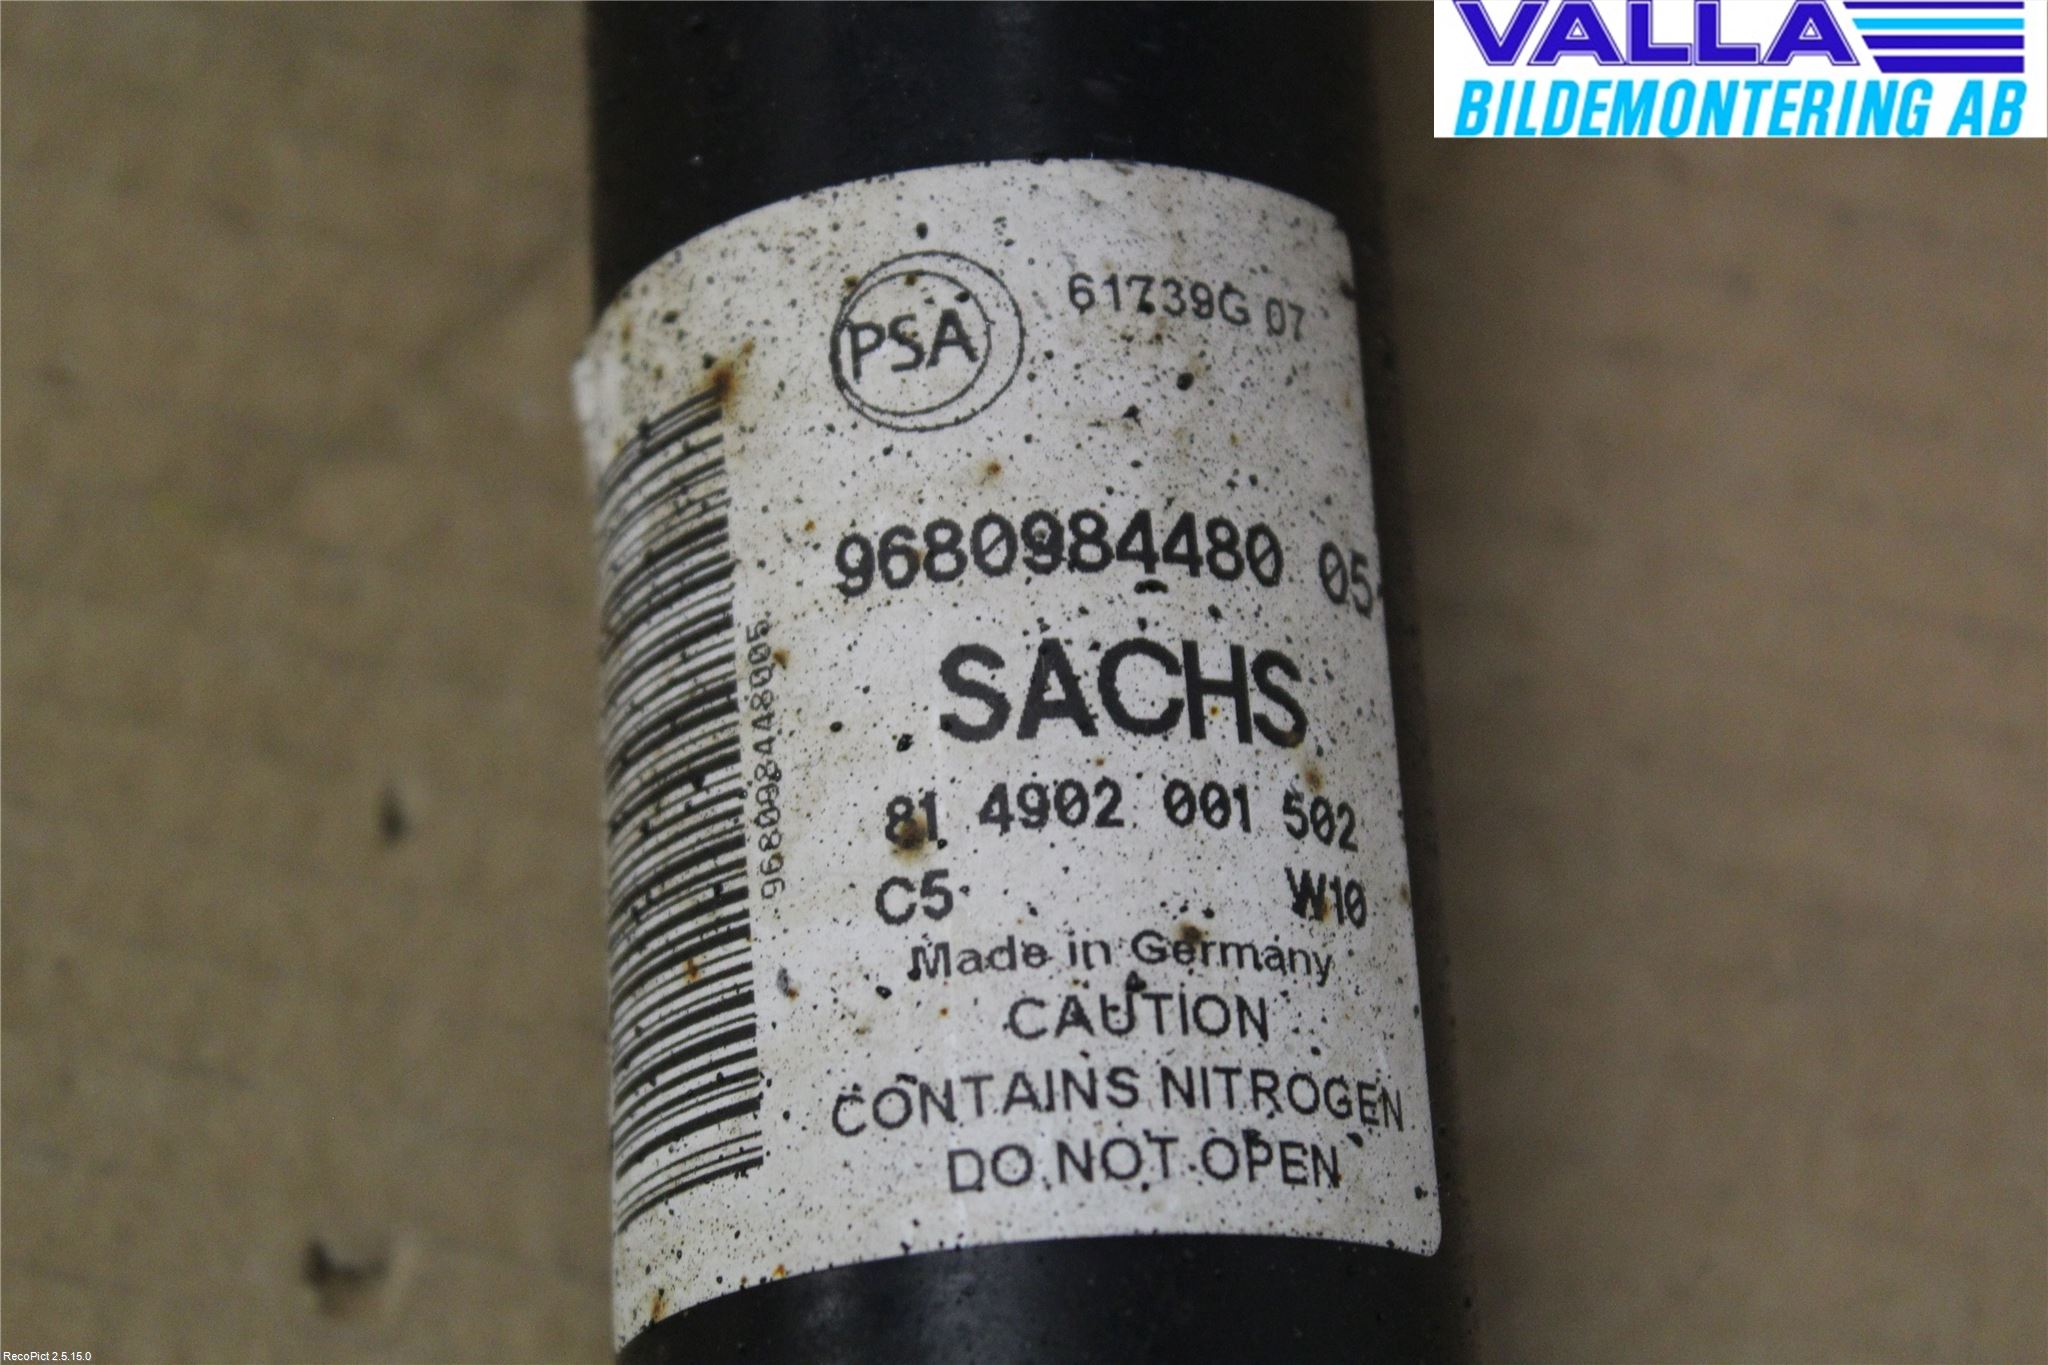 VALLA
BILDEMONTERING AB
PSA
61739G 07
9680984480 05
968098448005
SACHS
81 4902 001 502
C5 W10
Made in Germany
CAUTION
CONTAINS NITROGEN
DO NOT OPEN
RecoPict 2.5.15.0